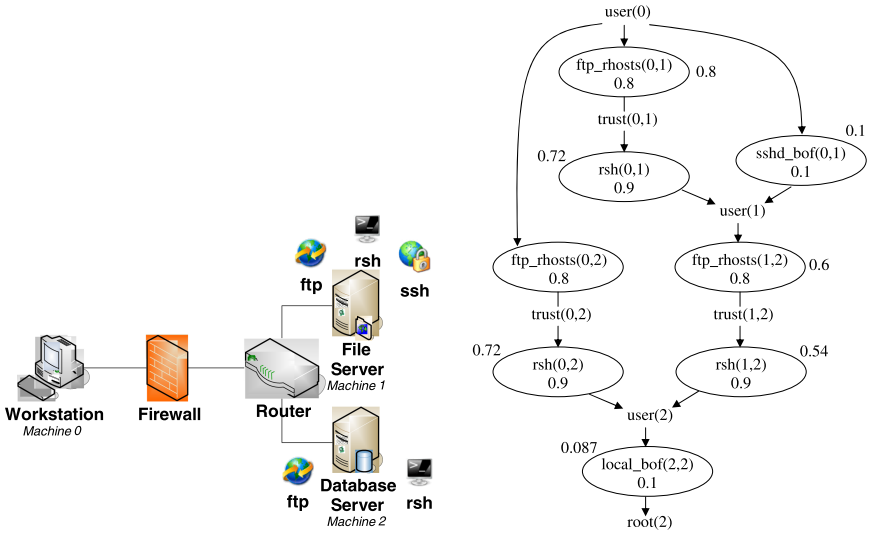 rsh
ftp
ssh
File
Server
Machine 1
Workstation
Machine 0
Firewall
Router
Database
Server
Machine 2
ftp
rsh
user(0)
ftp_rhosts(0,1)
0.8
0.8
trust(0,1)
0.1
0.72
rsh(0,1)
0.9
sshd_bof(0,1)
0.1
user(1)
ftp_rhosts(0,2)
0.8
ftp_rhosts(1,2)
0.8
0.6
trust(0,2)
trust(1,2)
0.72
rsh(0,2)
0.9
0.54
rsh(1,2)
0.9
user(2)
0.087
local_bof(2,2)
0.1
root(2)